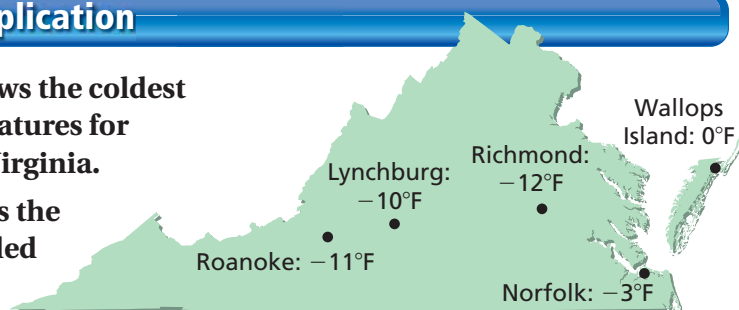 plication
ws the coldest
atures for
irginia.
s the
led
Wallops
Island: 0°F
Richmond:
−12°F
Lynchburg:
−10°F
Roanoke: −11°F
Norfolk: −3°F